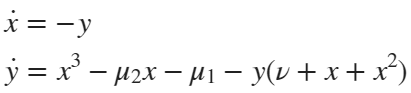 ẋ = −y
ẏ = x³ − μ₂x − μ₁ − y(ν + x + x²)